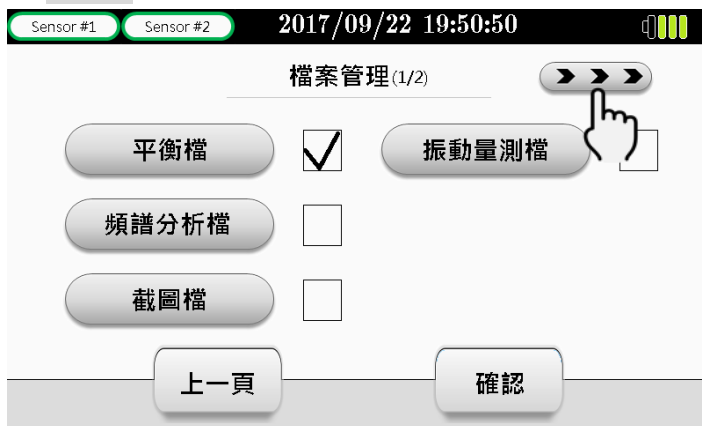 Sensor #1 Sensor #2 2017/09/22 19:50:50
檔案管理(1/2)
平衡檔 振動量測檔
頻譜分析檔
截圖檔
上一頁 確認